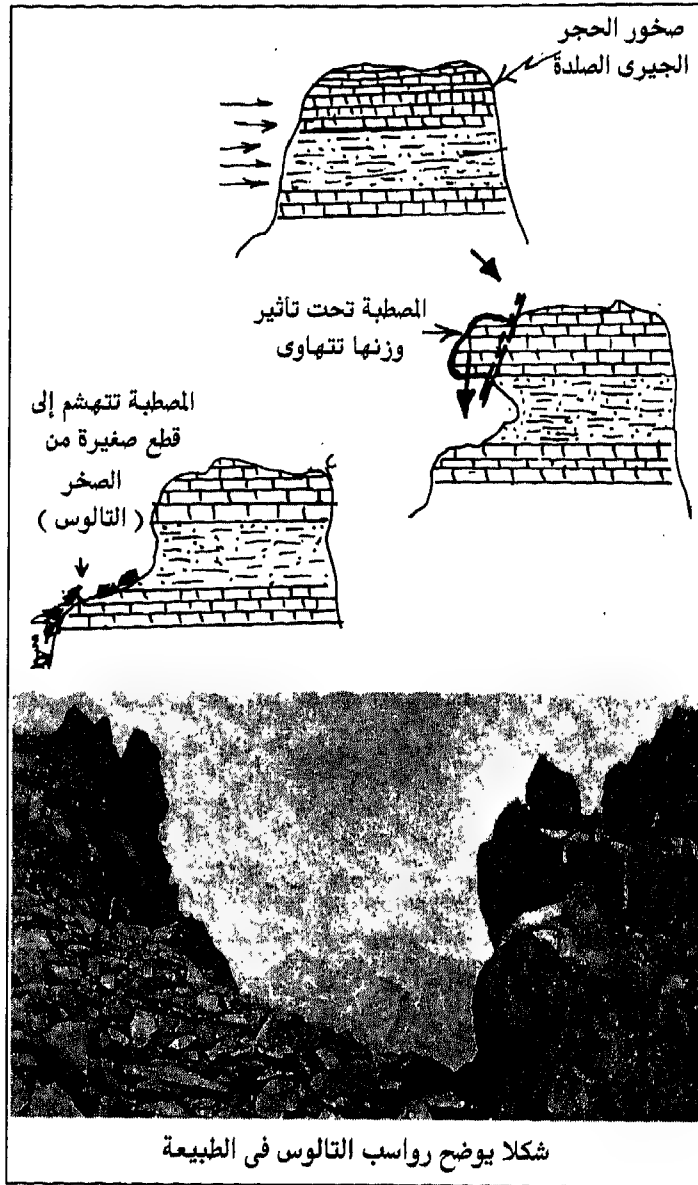 صخور الحجر
الجيرى الصلدة
المصطبة تحت تأثير
وزنها تتهاوى
المصطبة تتهشم إلى
قطع صغيرة من
الصخر
( التالوس )
شكلا يوضح رواسب التالوس فى الطبيعة